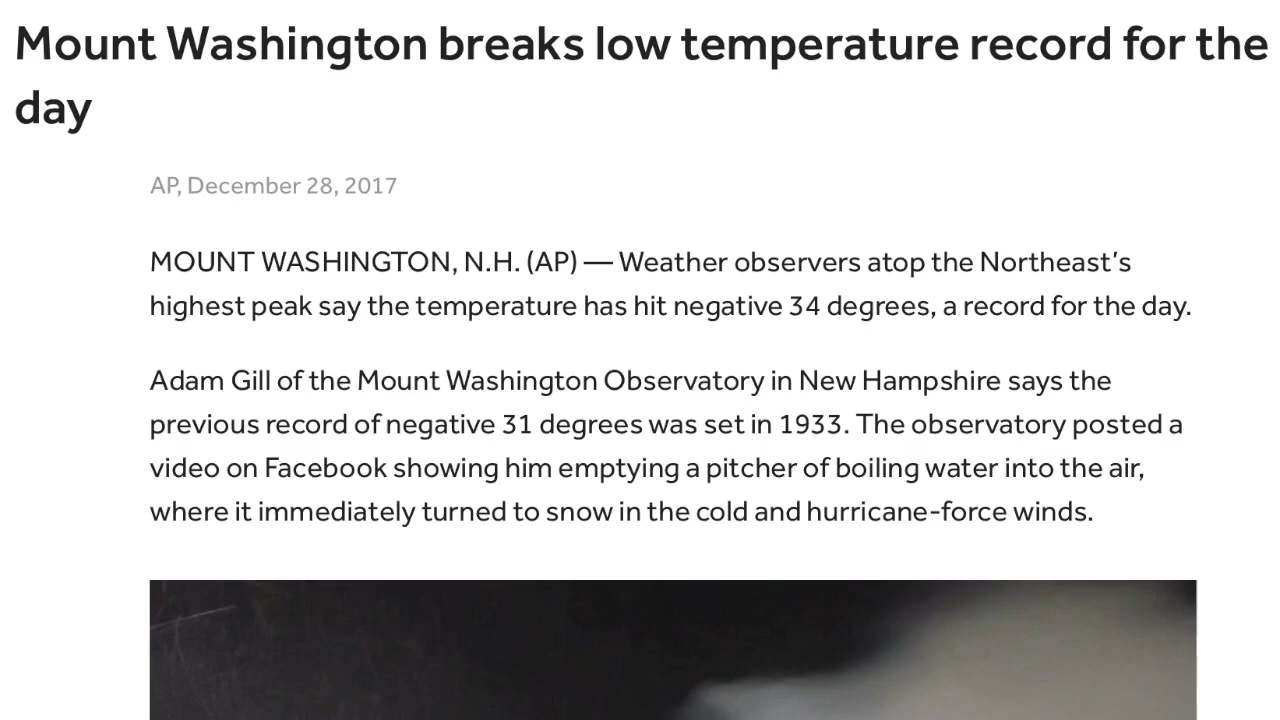 Mount Washington breaks low temperature record for the
day
AP, December 28, 2017
MOUNT WASHINGTON, N.H. (AP) — Weather observers atop the Northeast’s
highest peak say the temperature has hit negative 34 degrees, a record for the day.
Adam Gill of the Mount Washington Observatory in New Hampshire says the
previous record of negative 31 degrees was set in 1933. The observatory posted a
video on Facebook showing him emptying a pitcher of boiling water into the air,
where it immediately turned to snow in the cold and hurricane-force winds.